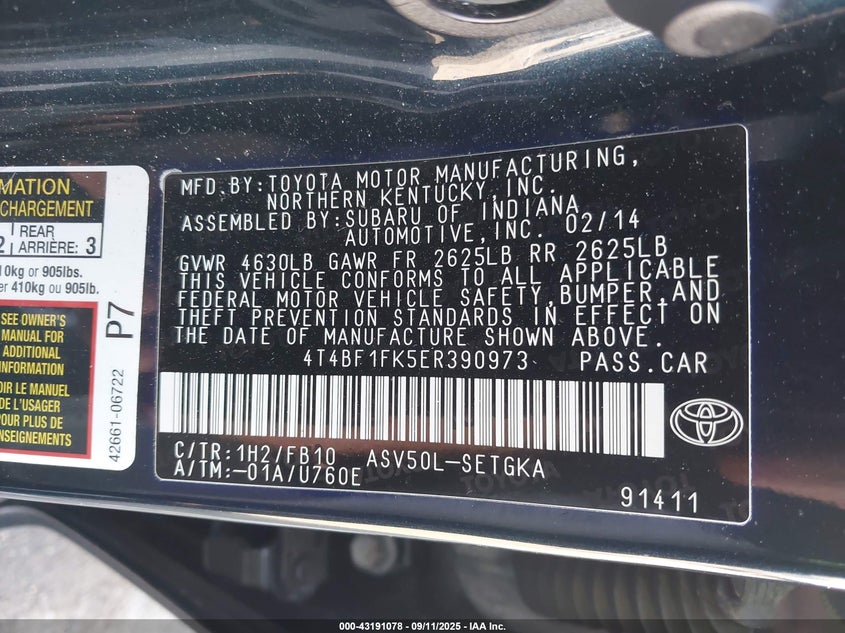 MATION
CHARGEMENT
REAR
2 ARRIÈRE: 3
10kg or 905lbs.
er 410kg ou 905lb.
SEE OWNER'S
MANUAL FOR
ADDITIONAL
INFORMATION
OIR LE MANUEL
DE L'USAGER
POUR PLUS DE
ENSEIGNEMENTS
P7
42661-06722
MFD.BY:TOYOTA MOTOR MANUFACTURING,
NORTHERN KENTUCKY,INC.
ASSEMBLED BY:SUBARU OF INDIANA
AUTOMOTIVE,INC. 02/14
GVWR 4630LB GAWR FR 2625LB RR 2625LB
THIS VEHICLE CONFORMS TO ALL APPLICABLE
FEDERAL MOTOR VEHICLE SAFETY,BUMPER,AND
THEFT PREVENTION STANDARDS IN EFFECT ON
THE DATE OF MANUFACTURE SHOWN ABOVE.
4T4BF1FK5ER390973 PASS.CAR
C/TR:1H2/FB10 ASV50L-SETGKA
A/TM:-01A/U760E
91411
000-43191078 - 09/11/2025 - IAA Inc.